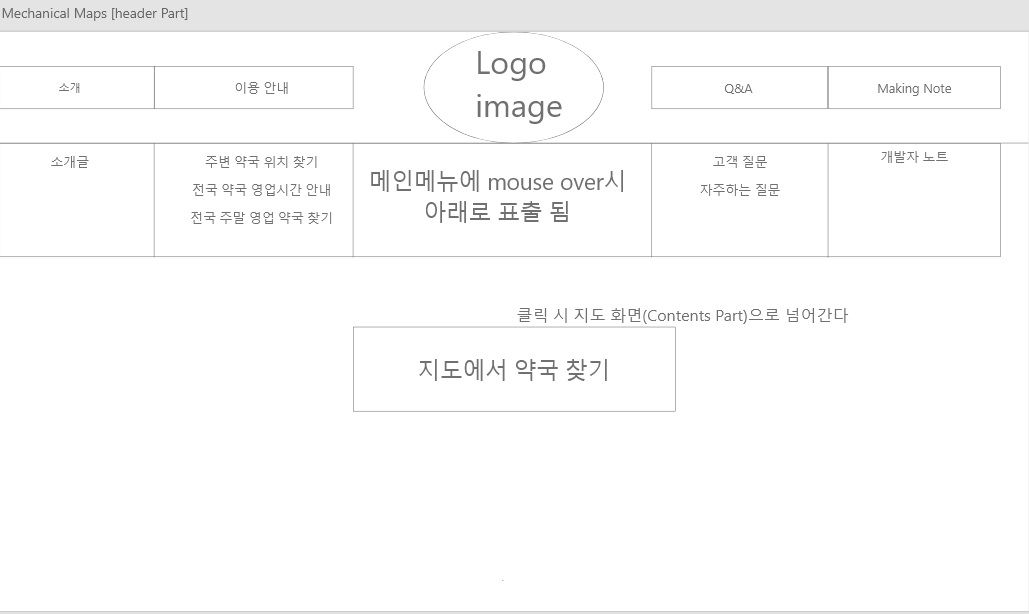 Mechanical Maps [header Part]
Logo
image
소개
이용 안내
Q&A
Making Note
소개글
주변 약국 위치 찾기
전국 약국 영업시간 안내
전국 주말 영업 약국 찾기
메인메뉴에 mouse over시
아래로 표출 됨
고객 질문
자주하는 질문
개발자 노트
클릭 시 지도 화면(Contents Part)으로 넘어간다
지도에서 약국 찾기